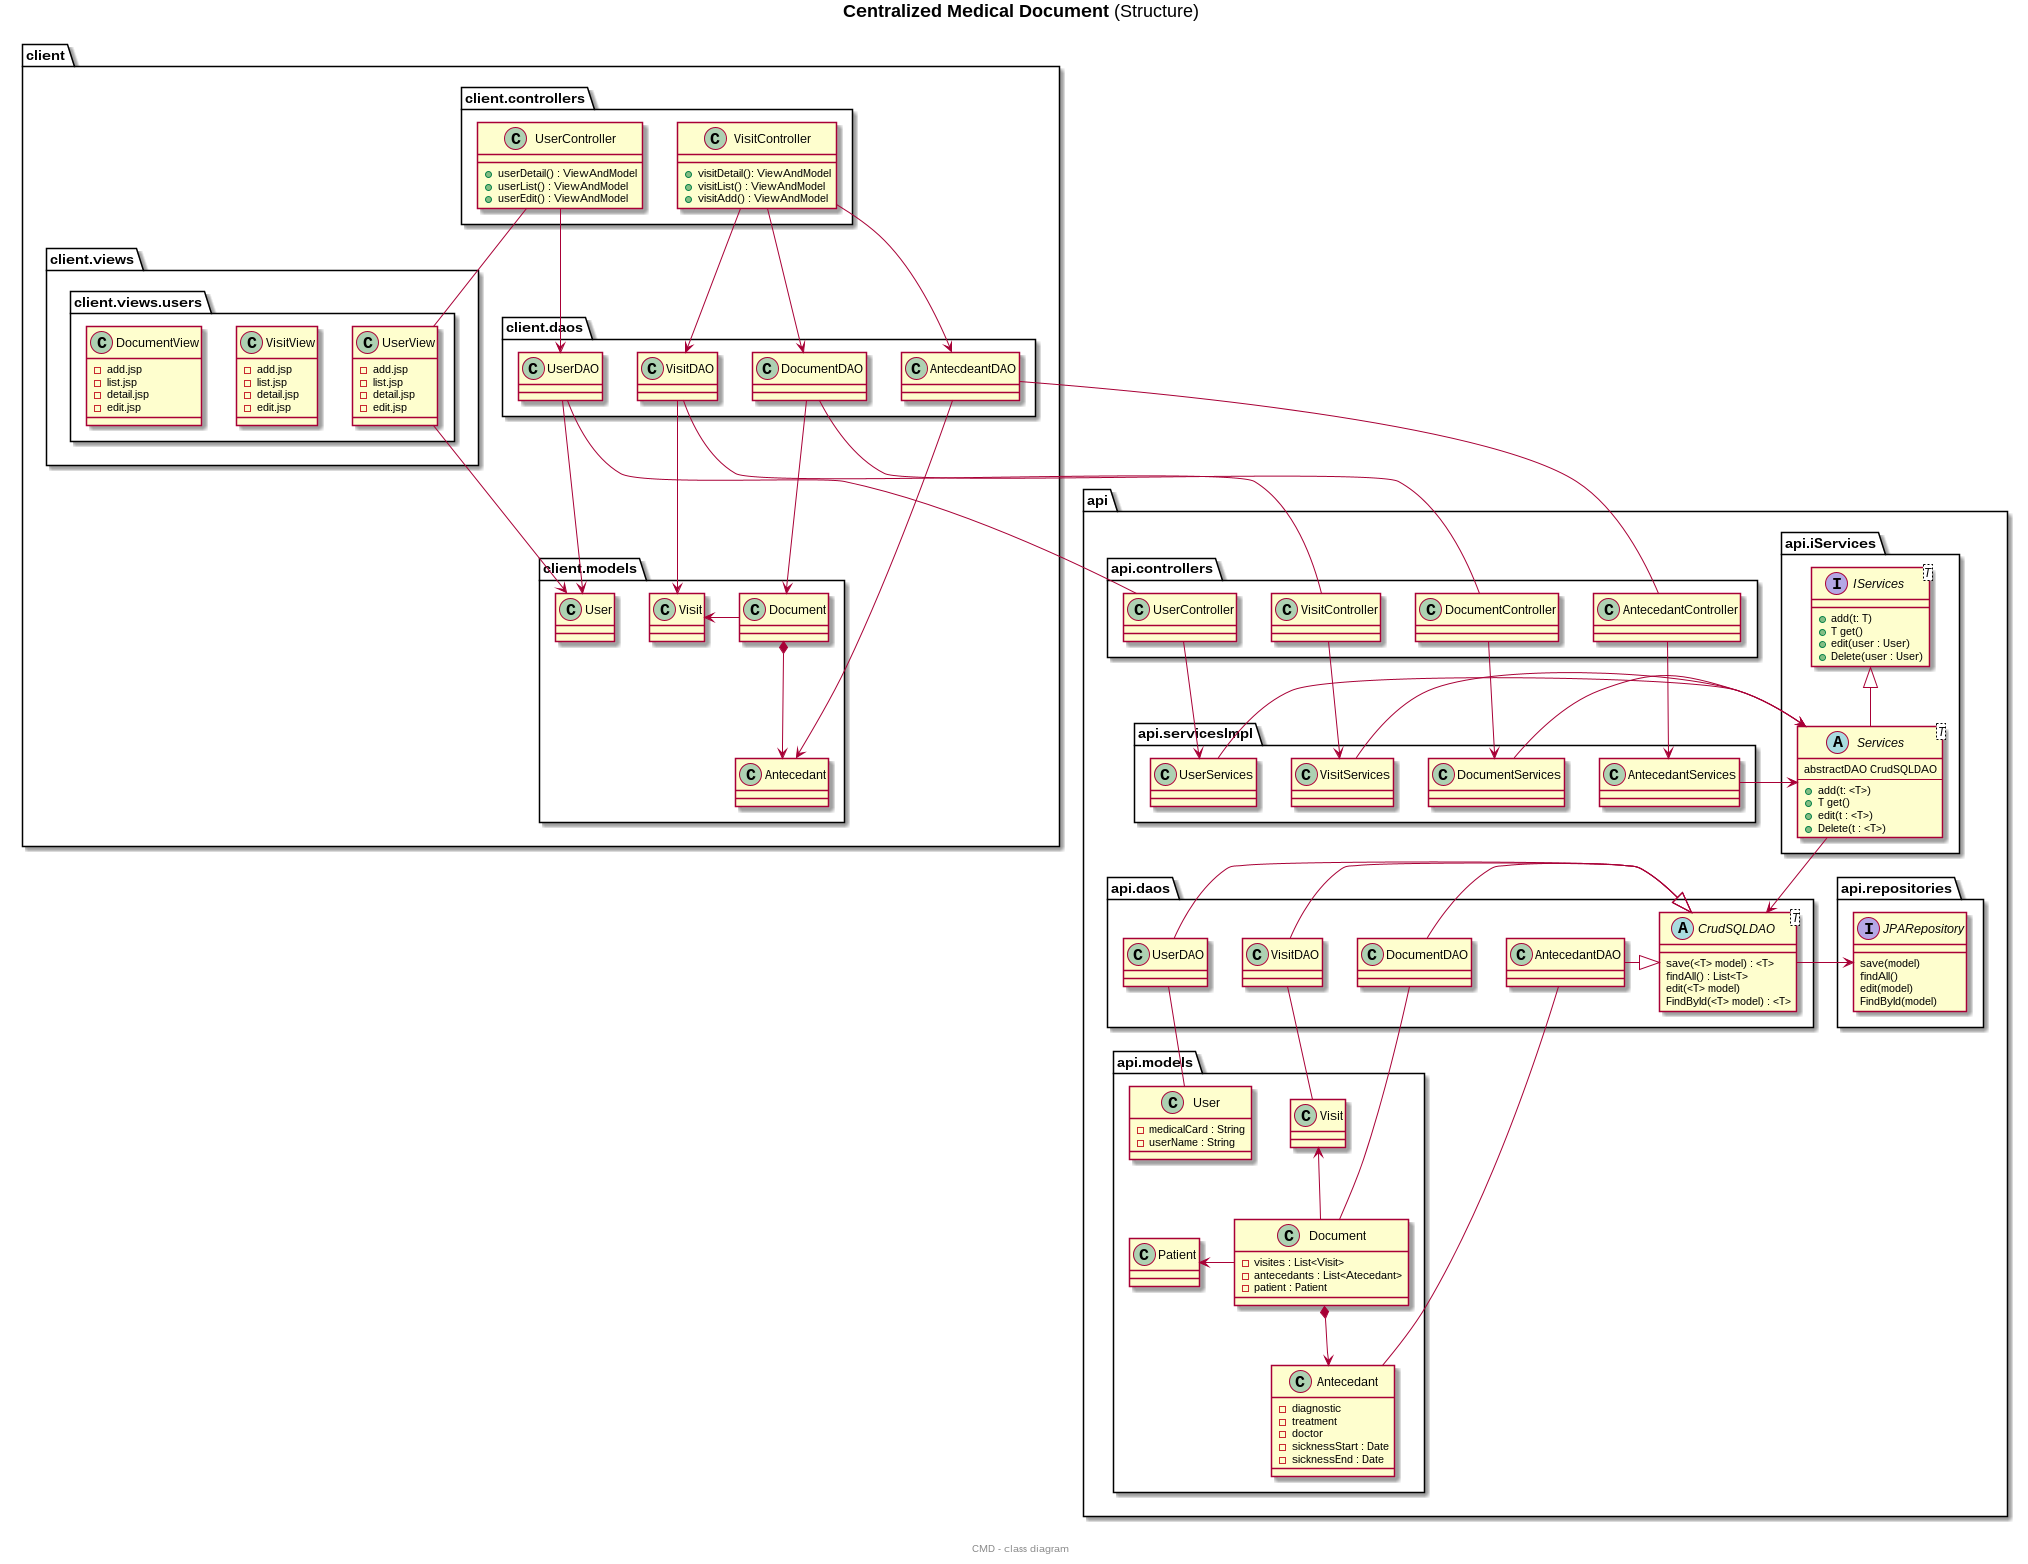 Centralized Medical Document (Structure)
client
client.controllers
C UserController
userDetail() : ViewAndModel
userList() : ViewAndModel
userEdit() : ViewAndModel
C VisitController
visitDetail(): ViewAndModel
visitList() : ViewAndModel
visitAdd() : ViewAndModel
client.views
client.views.users
C DocumentView
add.jsp
list.jsp
detail.jsp
edit.jsp
C VisitView
add.jsp
list.jsp
detail.jsp
edit.jsp
C UserView
add.jsp
list.jsp
detail.jsp
edit.jsp
client.daos
C UserDAO
C VisitDAO
C DocumentDAO
C AntecdeantDAO
client.models
C User
C Visit
C Document
C Antecedant
api
api.controllers
C UserController
C VisitController
C DocumentController
C AntecedantController
api.iServices
I IServices
T
add(t: T)
T get()
edit(user : User)
Delete(user : User)
A Services
T
abstractDAO CrudSQLDAO
add(t: <T>)
T get()
edit(t : <T>)
Delete(t : <T>)
api.servicesImpl
C UserServices
C VisitServices
C DocumentServices
C AntecedantServices
api.daos
C UserDAO
C VisitDAO
C DocumentDAO
C AntecedantDAO
A CrudSQLDAO
T
save(<T> model) : <T>
findAll() : List<T>
edit(<T> model)
FindById(<T> model) : <T>
api.repositories
I JPARepository
save(model)
findAll()
edit(model)
FindById(model)
api.models
C User
medicalCard : String
userName : String
C Visit
C Patient
C Document
visites : List<Visit>
antecedants : List<Atecedant>
patient : Patient
C Antecedant
diagnostic
treatment
doctor
sicknessStart : Date
sicknessEnd : Date
CMD - class diagram